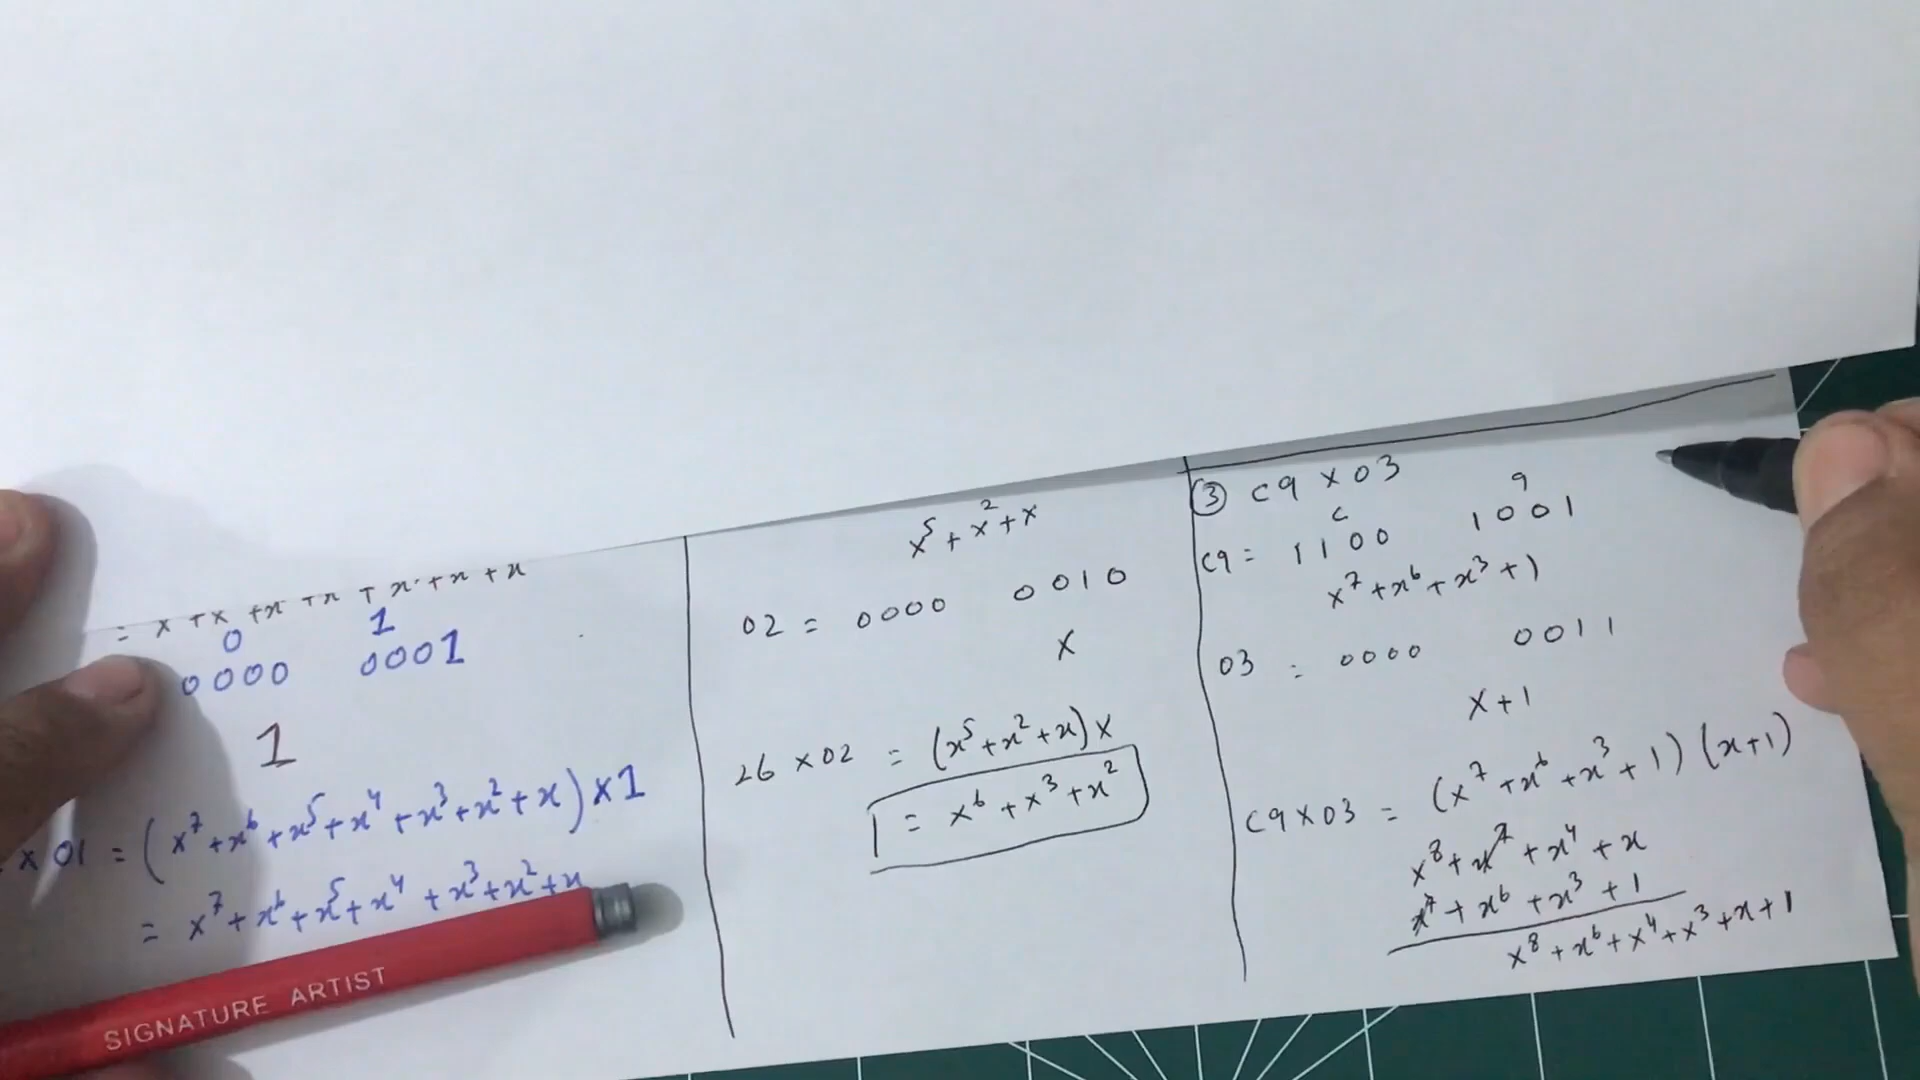 0 1
0000 0001
1
x 01 = (x⁷+x⁶+x⁵+x⁴+x³+x²+x)x1
= x⁷+x⁶+x⁵+x⁴+x³+x²+x
SIGNATURE ARTIST
x⁵+x²+x
02 = 0000 0010
x
26 x 02 = (x⁵+x²+x)x
= x⁶+x³+x²
③ C9 x 03
C 9
C9 = 1100 1001
x⁷+x⁶+x³+1
03 : 0000 0011
x+1
C9x03 = (x⁷+x⁶+x³+1)(x+1)
x⁸+x⁷+x⁴+x
x⁷+x⁶+x³+1
x⁸+x⁶+x⁴+x³+x+1